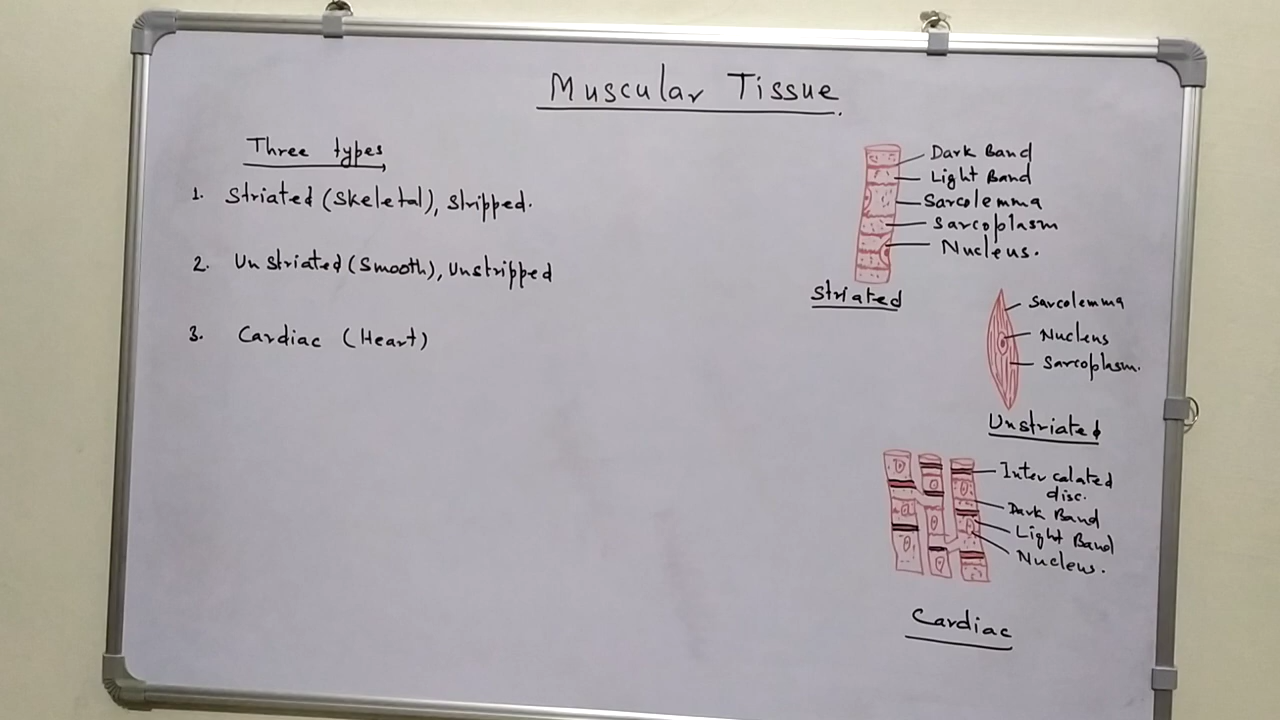 Muscular Tissue.
Three types
1. Striated (Skeletal), Stripped.
2. Unstriated (Smooth), Unstripped
3. Cardiac (Heart)
Dark Band
Light Band
Sarcolemma
Sarcoplasm
Nucleus.
Striated
Sarcolemma
Nucleus
Sarcoplasm.
Unstriated
Intercalated
disc.
Dark Band
Light Band
Nucleus.
Cardiac